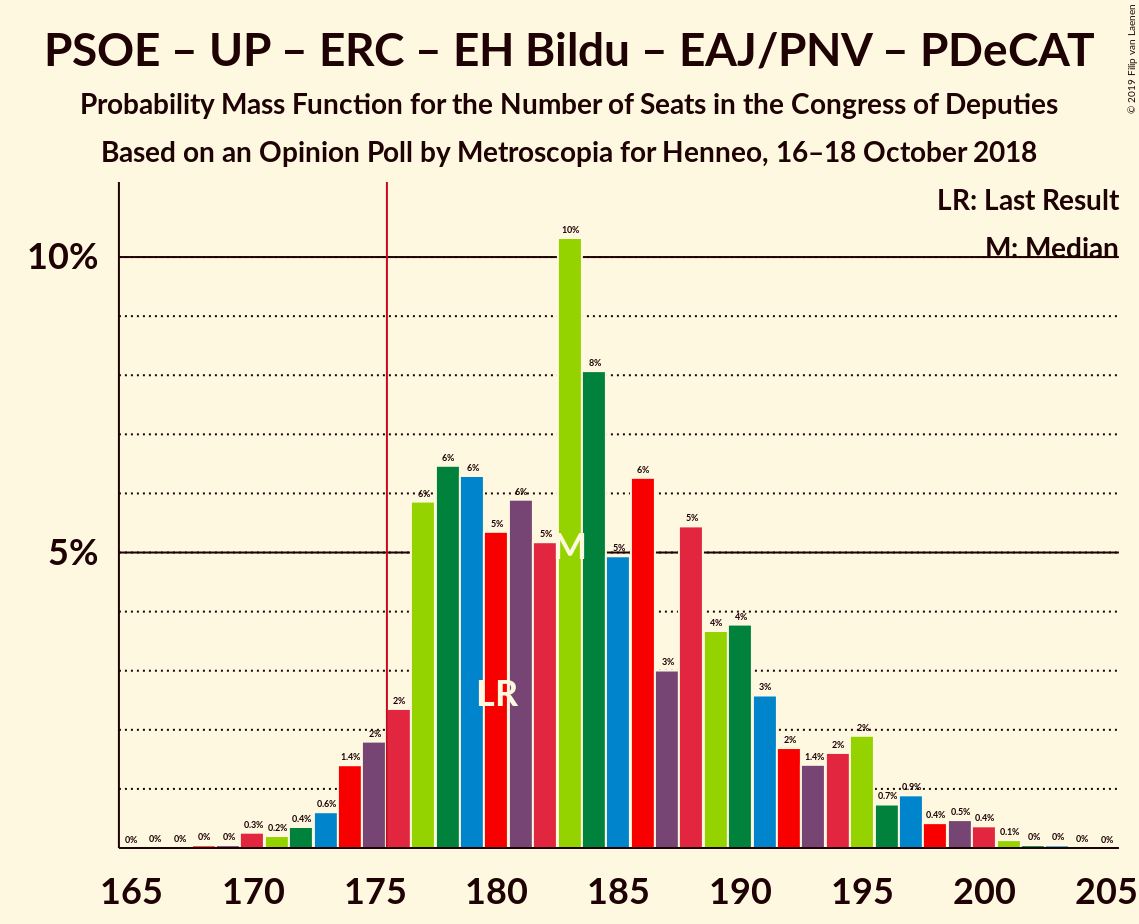 PSOE – UP – ERC – EH Bildu – EAJ/PNV – PDeCAT
Probability Mass Function for the Number of Seats in the Congress of Deputies
Based on an Opinion Poll by Metroscopia for Henneo, 16–18 October 2018
© 2019 Filip van Laenen
LR: Last Result
M: Median
10%
5%
0% 0% 0% 0% 0% 0.3% 0.2% 0.4% 0.6% 1.4% 2% 2% 6% 6% 6% 5% 6% 5% 10% 8% 5% 6% 3% 5% 4% 4% 3% 2% 1.4% 2% 2% 0.7% 0.9% 0.4% 0.5% 0.4% 0.1% 0% 0% 0% 0%
M
LR
165 170 175 180 185 190 195 200 205